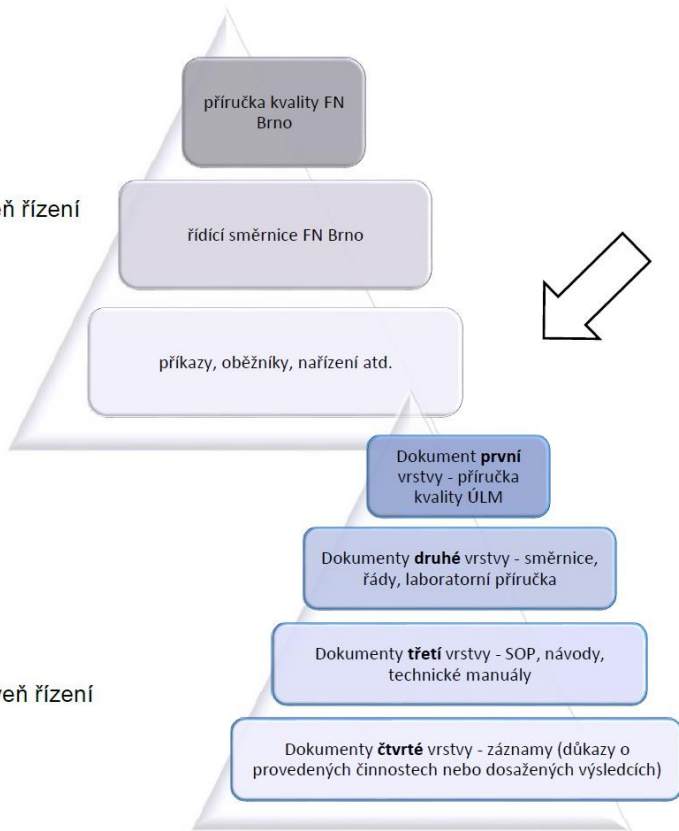 příručka kvality FN
Brno
ň řízení
řídící směrnice FN Brno
příkazy, oběžníky, nařízení atd.
Dokument první
vrstvy - příručka
kvality ÚLM
Dokumenty druhé vrstvy - směrnice,
řády, laboratorní příručka
Dokumenty třetí vrstvy - SOP, návody,
technické manuály
veň řízení
Dokumenty čtvrté vrstvy - záznamy (důkazy o
provedených činnostech nebo dosažených výsledcích)